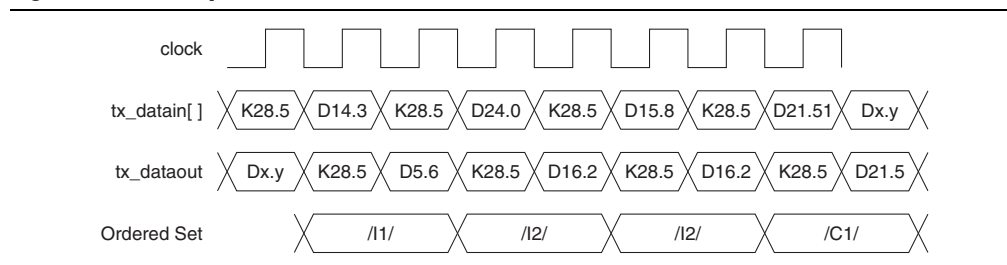 clock
tx_datain[ ] K28.5 D14.3 K28.5 D24.0 K28.5 D15.8 K28.5 D21.51 Dx.y
tx_dataout Dx.y K28.5 D5.6 K28.5 D16.2 K28.5 D16.2 K28.5 D21.5
Ordered Set /I1/ /I2/ /I2/ /C1/